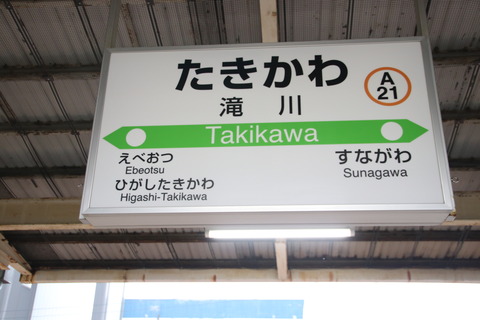 たきかわ
A
21
滝川
Takikawa
えべおつ
Ebeotsu
ひがしたきかわ
Higashi-Takikawa
すながわ
Sunagawa